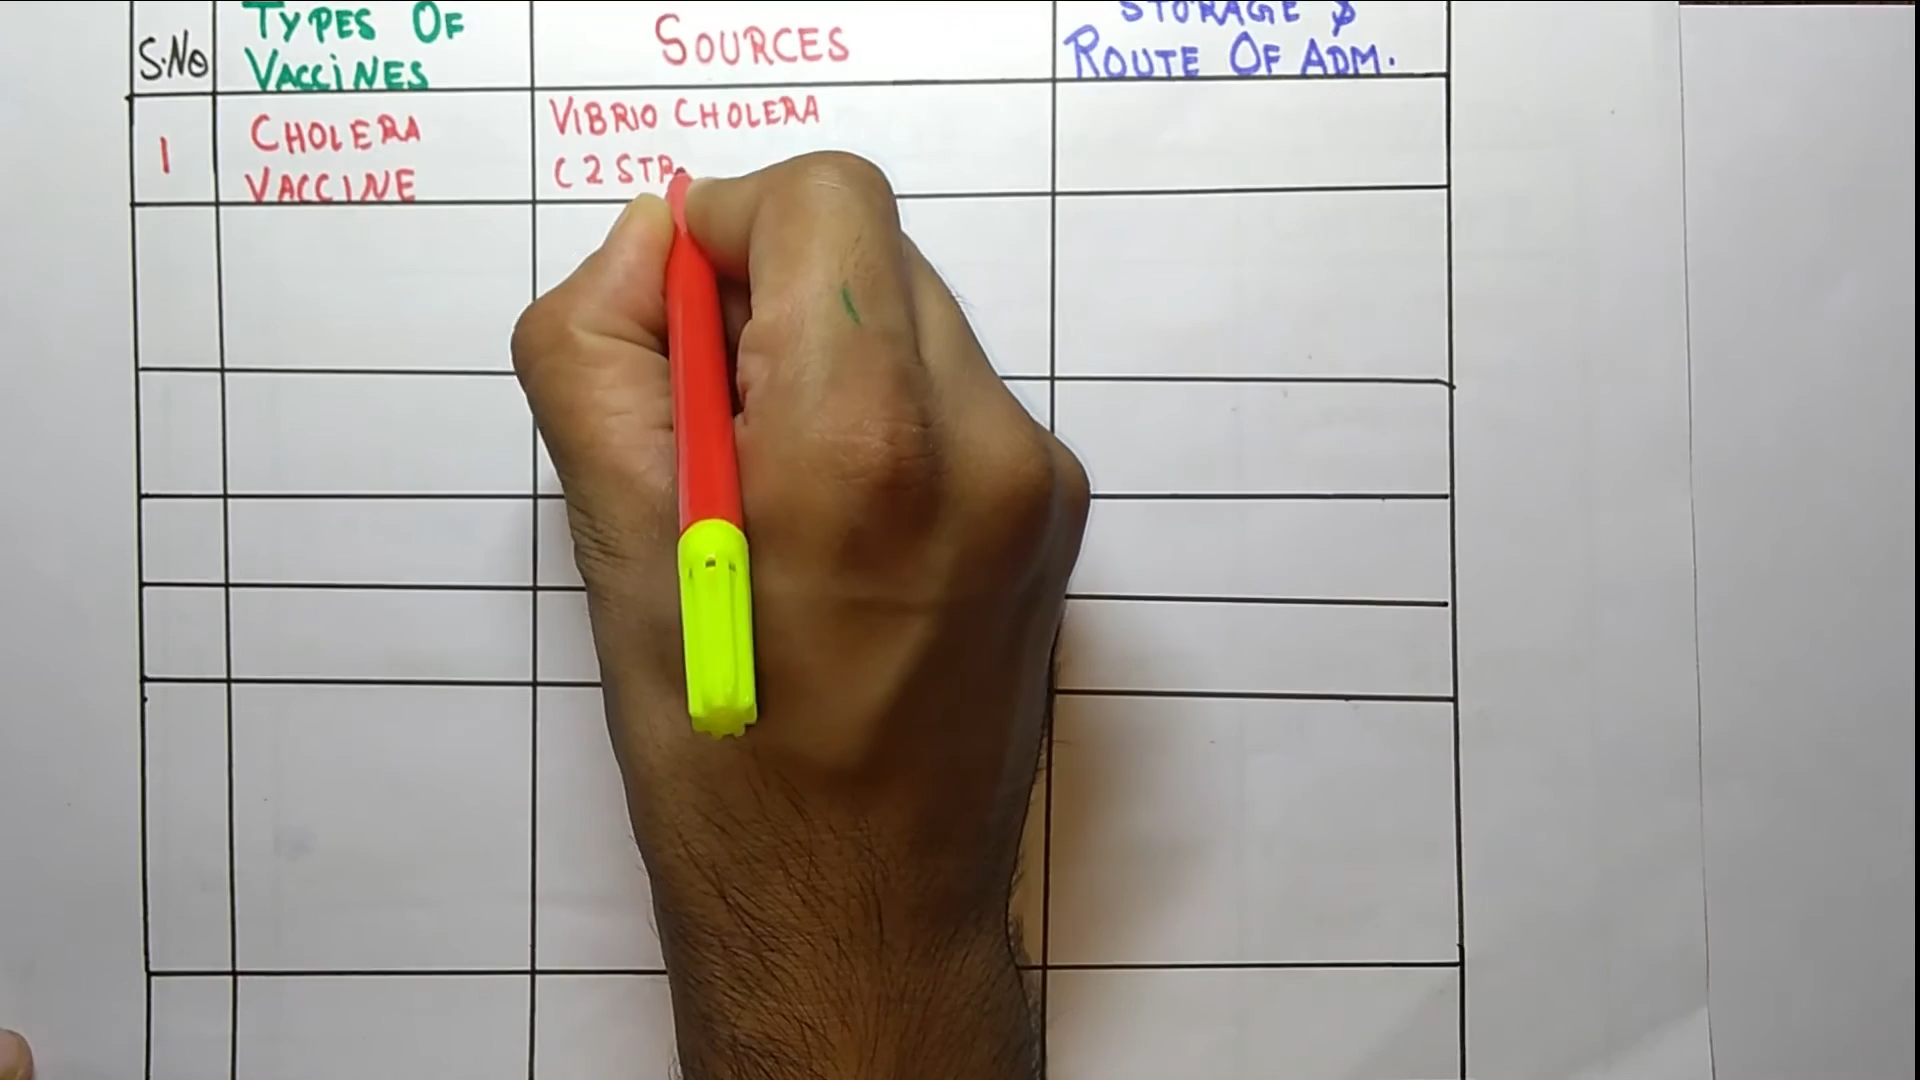 S.No
TYPES OF
VACCINES
SOURCES
STORAGE &
ROUTE OF ADM.
1
CHOLERA
VACCINE
VIBRIO CHOLERA
(2 STR